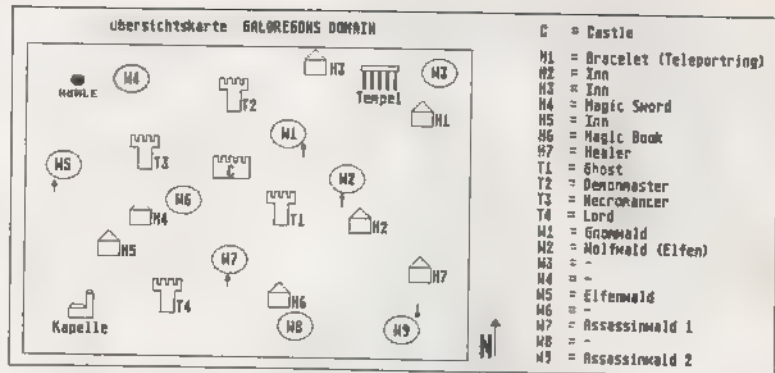 Übersichtskarte GALOREGONS DOMAIN
H3
W4
W3
HÖHLE
T2
Tempel
H1
W1
T3
W5
C
W2
W6
H4
T1
H2
H5
W7
H7
T4
H6
Kapelle
W8
W9
N
C = Castle
H1 = Bracelet (Teleportring)
H2 = Inn
H3 = Inn
H4 = Magic Sword
H5 = Inn
H6 = Magic Book
H7 = Healer
T1 = Ghost
T2 = Demonmaster
T3 = Necromancer
T4 = Lord
W1 = Gnomwald
W2 = Wolfwald (Elfen)
W3 = -
W4 = -
W5 = Elfenwald
W6 = -
W7 = Assassinwald 1
W8 = -
W9 = Assassinwald 2